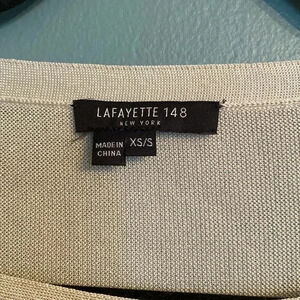 LAFAYETTE 148
NEW YORK
MADE IN
CHINA
XS/S